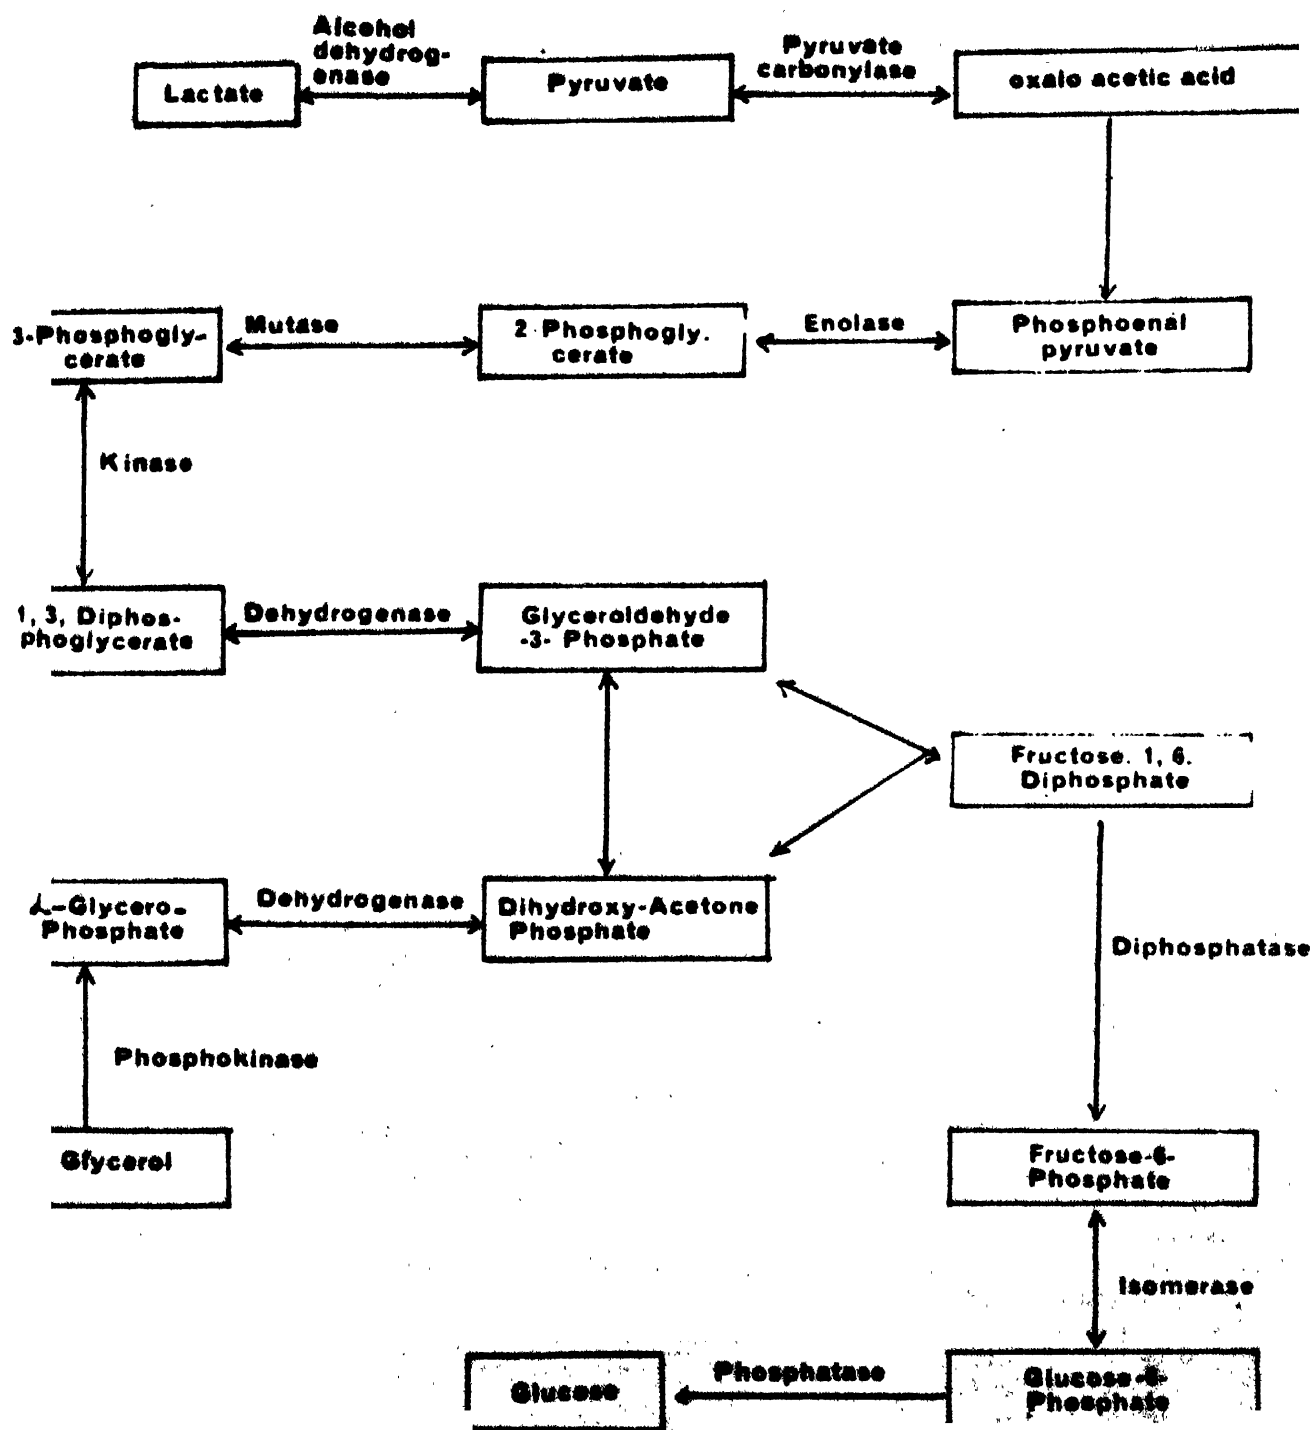 Alcohol
dehydrog-
enase
Pyruvate
carbonylase
Lactate
Pyruvate
oxalo acetic acid
3-Phosphogly-
cerate
Mutase
2 Phosphogly.
cerate
Enolase
Phosphoenal
pyruvate
Kinase
1, 3, Diphos-
phoglycerate
Dehydrogenase
Glyceroldehyde
-3- Phosphate
Fructose. 1, 6.
Diphosphate
α-Glycero-
Phosphate
Dehydrogenase
Dihydroxy-Acetone
Phosphate
Diphosphatase
Phosphokinase
Glycerol
Fructose-6-
Phosphate
Isomerase
Glucose
Phosphatase
Glucose-6-
Phosphate